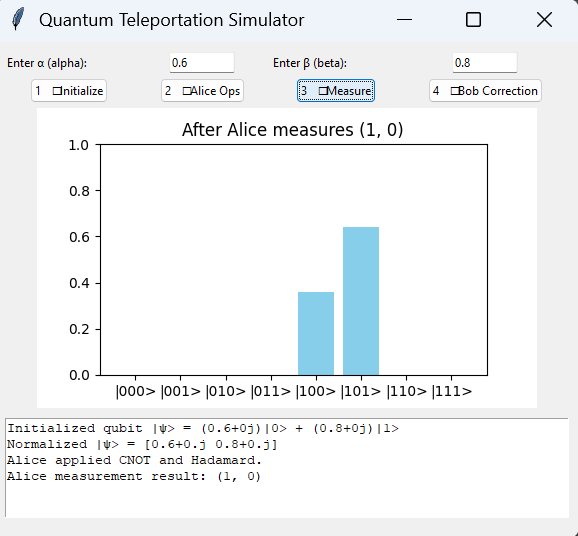 Quantum Teleportation Simulator
Enter α (alpha): 0.6 Enter β (beta): 0.8
1 □Initialize 2 □Alice Ops 3 □Measure 4 □Bob Correction
After Alice measures (1, 0)
1.0
0.8
0.6
0.4
0.2
0.0
|000> |001> |010> |011> |100> |101> |110> |111>
Initialized qubit |ψ> = (0.6+0j)|0> + (0.8+0j)|1>
Normalized |ψ> = [0.6+0.j 0.8+0.j]
Alice applied CNOT and Hadamard.
Alice measurement result: (1, 0)